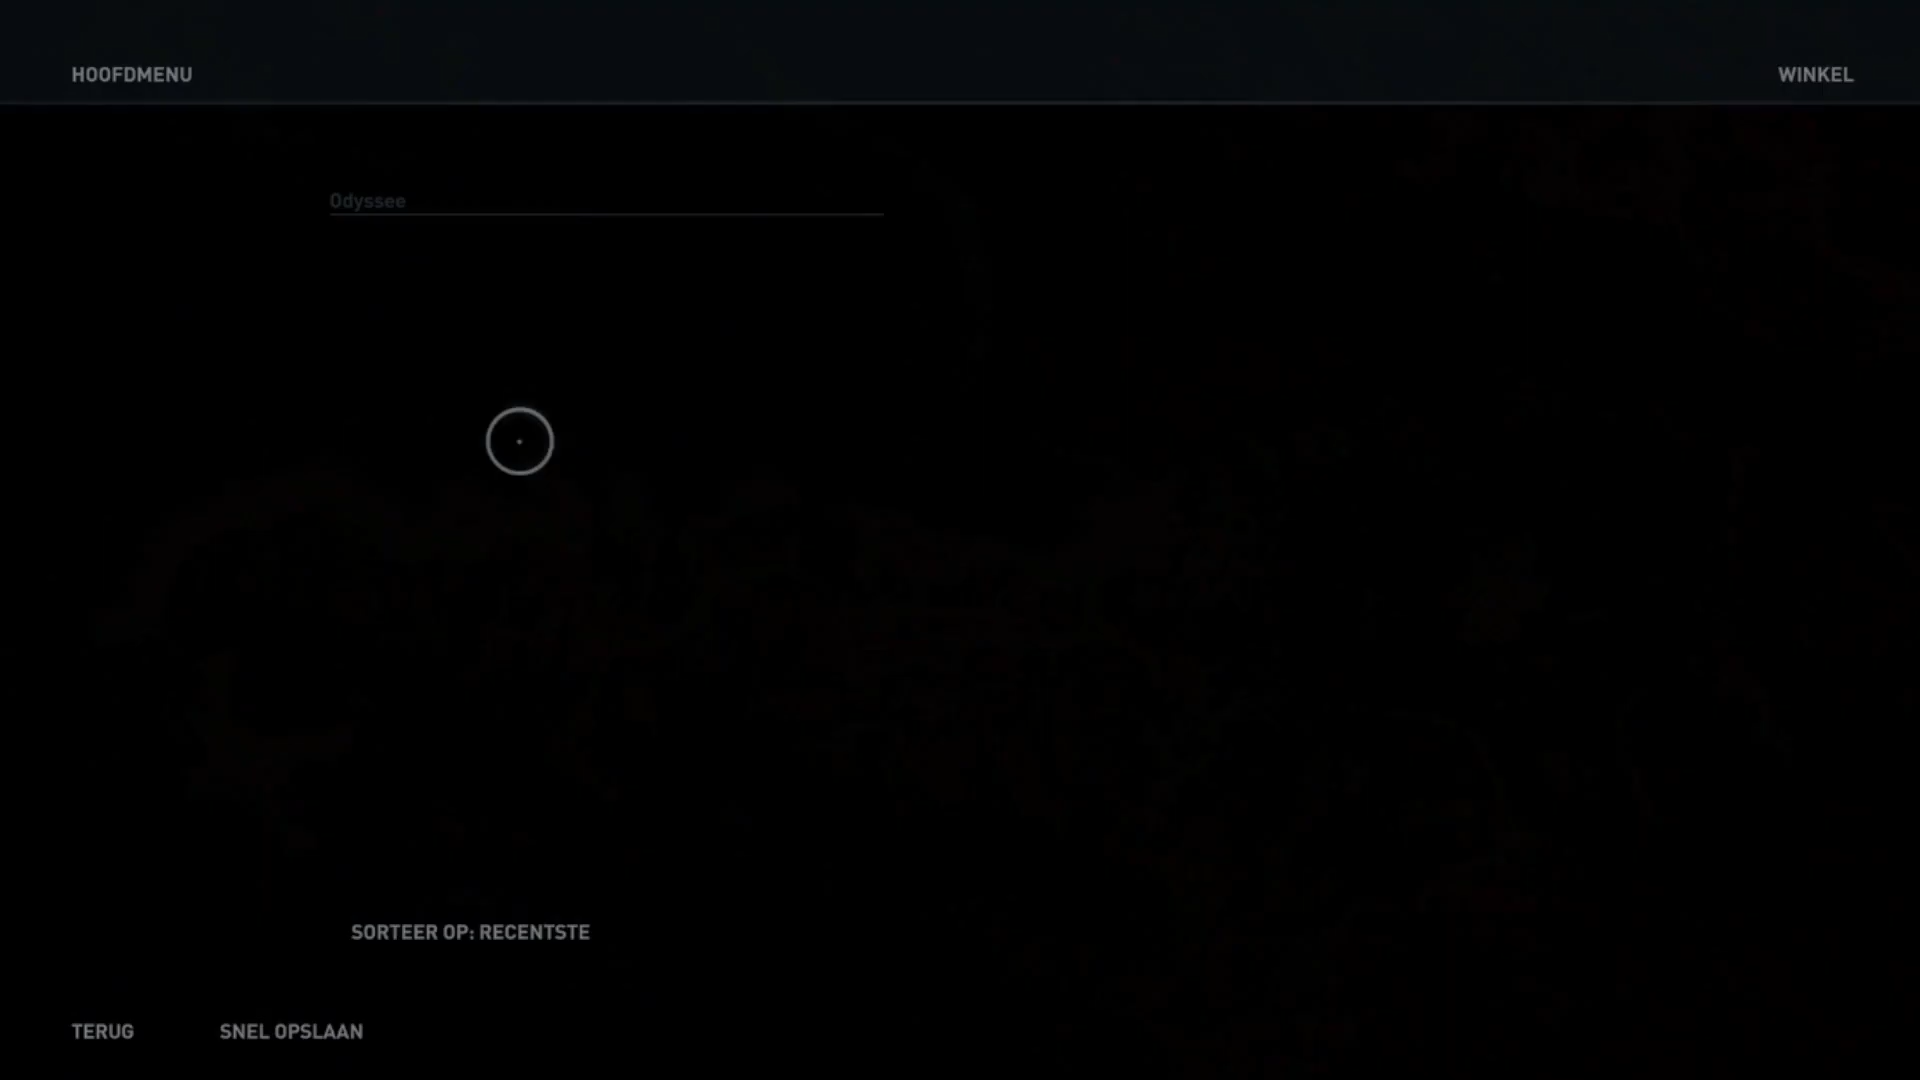 HOOFDMENU
WINKEL
Odyssee
SORTEER OP: RECENTSTE
TERUG
SNEL OPSLAAN